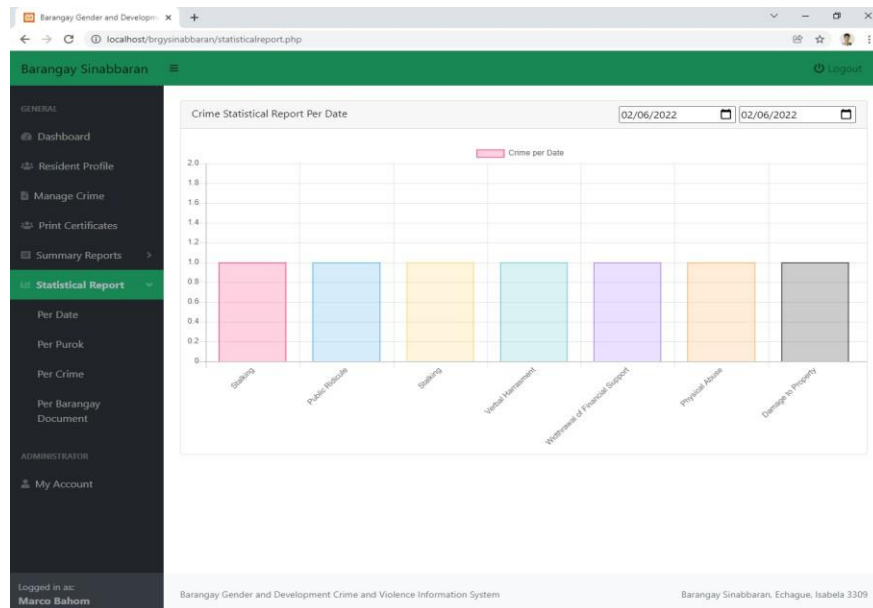 Barangay Gender and Developm
localhost/brgysinabbaran/statisticalreport.php
Barangay Sinabbaran
Logout
GENERAL
Dashboard
Resident Profile
Manage Crime
Print Certificates
Summary Reports
Statistical Report
Per Date
Per Purok
Per Crime
Per Barangay
Document
ADMINISTRATOR
My Account
Logged in as:
Marco Bahom
Crime Statistical Report Per Date
02/06/2022
02/06/2022
Crime per Date
2.0
1.8
1.6
1.4
1.2
1.0
0.8
0.6
0.4
0.2
0
Stalking
Public Ridicule
Stalking
Verbal Harrasment
Widthrawal of Financial Support
Physical Abuse
Damage to Property
Barangay Gender and Development Crime and Violence Information System
Barangay Sinabbaran, Echague, Isabela 3309